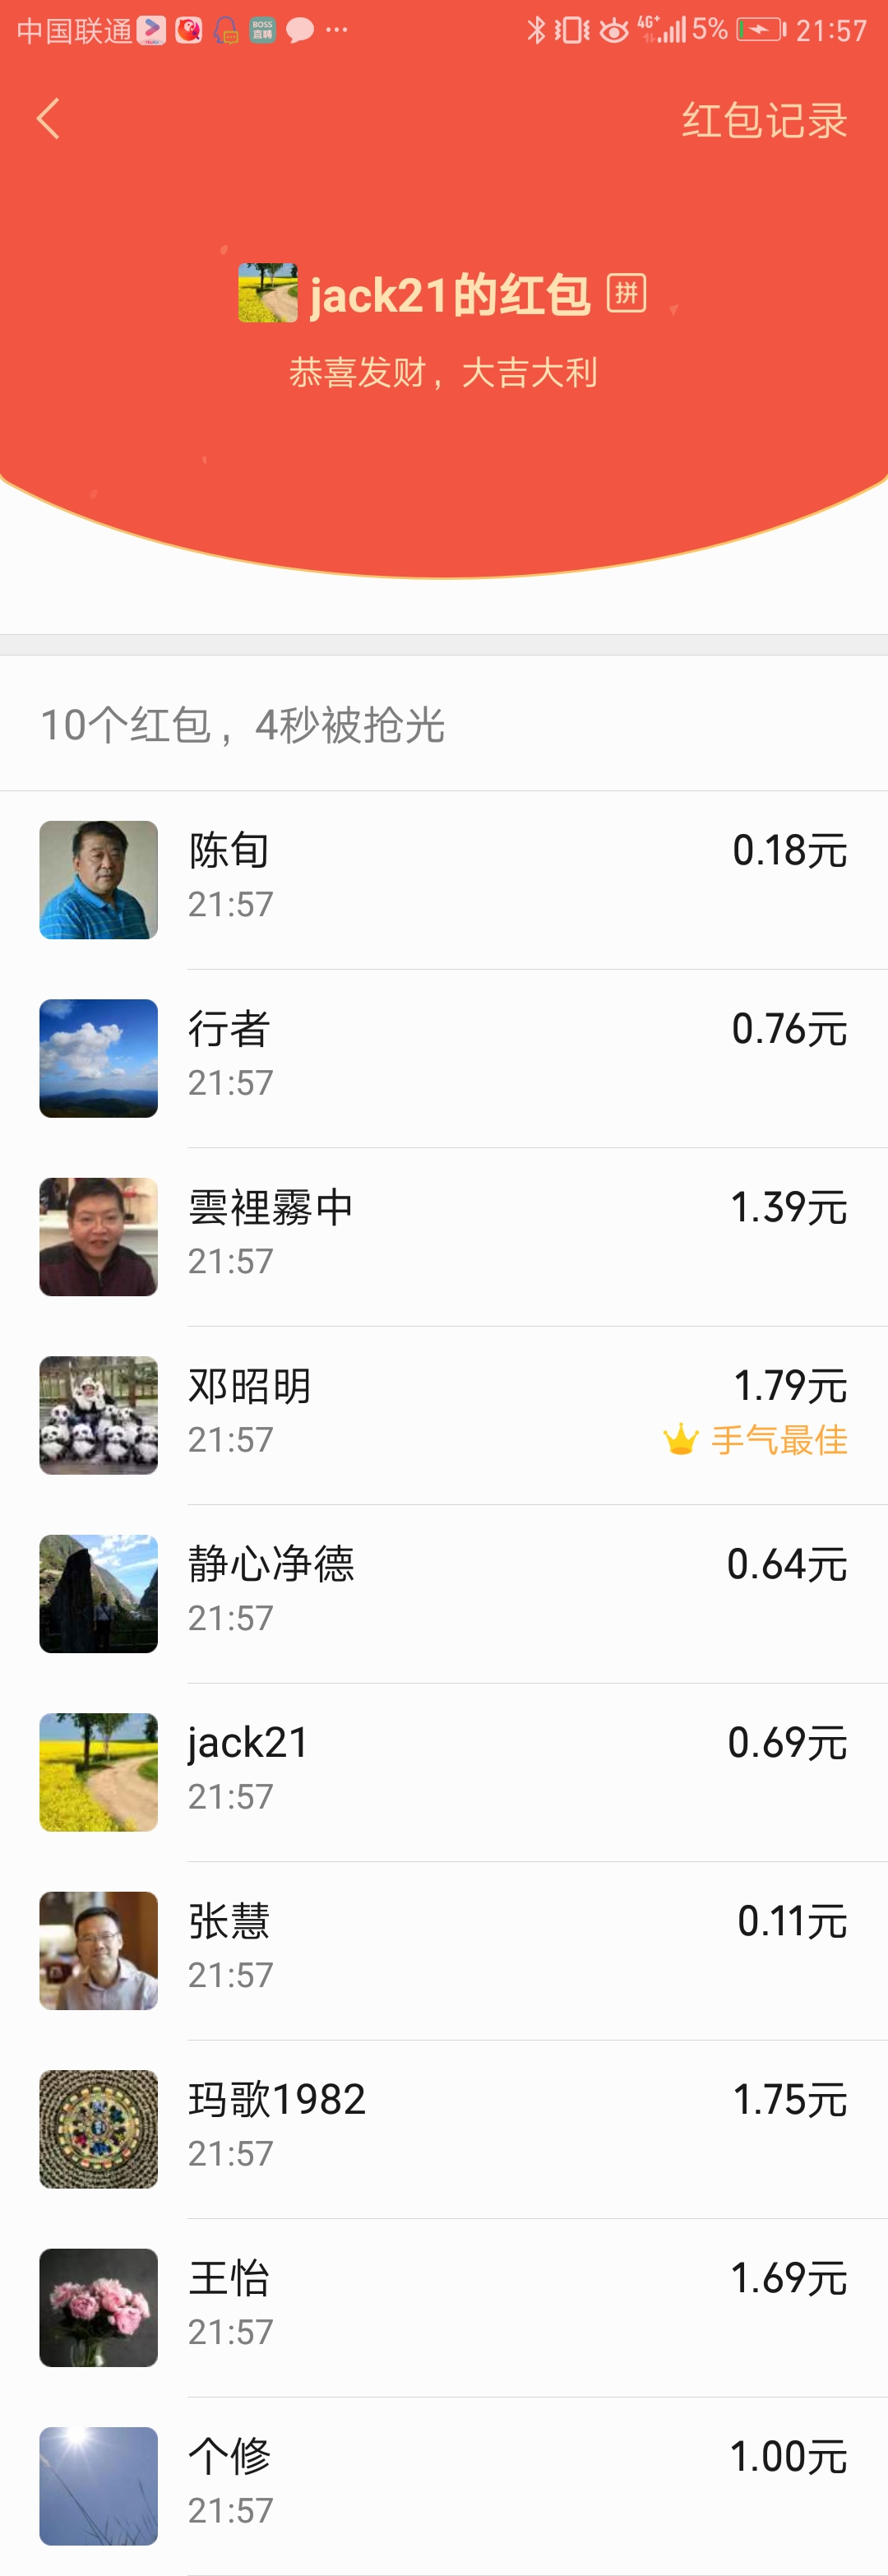 中国联通 BOSS直聘 ... 4G+ 5% 21:57
红包记录
jack21的红包 拼
恭喜发财，大吉大利
10个红包，4秒被抢光
陈旬 0.18元
21:57
行者 0.76元
21:57
雲裡霧中 1.39元
21:57
邓昭明 1.79元
21:57 手气最佳
静心净德 0.64元
21:57
jack21 0.69元
21:57
张慧 0.11元
21:57
玛歌1982 1.75元
21:57
王怡 1.69元
21:57
个修 1.00元
21:57